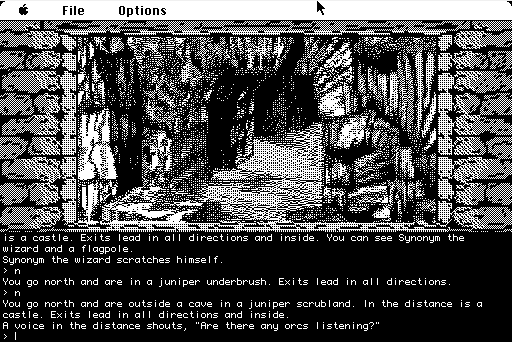 File Options
is a castle. Exits lead in all directions and inside. You can see Synonym the
wizard and a flagpole.
Synonym the wizard scratches himself.
> n
You go north and are in a juniper underbrush. Exits lead in all directions.
> n
You go north and are outside a cave in a juniper scrubland. In the distance is a
castle. Exits lead in all directions and inside.
A voice in the distance shouts, "Are there any orcs listening?"
>